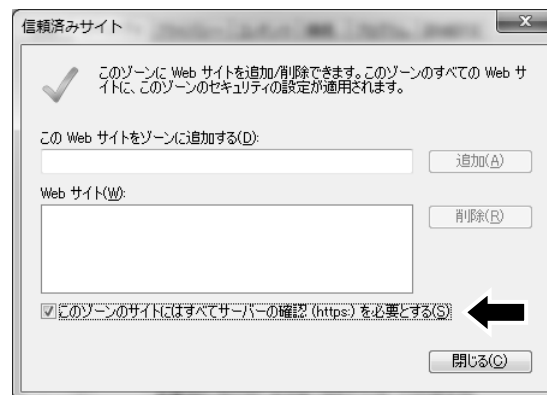 信頼済みサイト
このゾーンに Web サイトを追加/削除できます。このゾーンのすべての Web サ
イトに、このゾーンのセキュリティの設定が適用されます。
この Web サイトをゾーンに追加する(D):
追加(A)
Web サイト(W):
削除(R)
このゾーンのサイトにはすべてサーバーの確認 (https:) を必要とする(S)
閉じる(C)